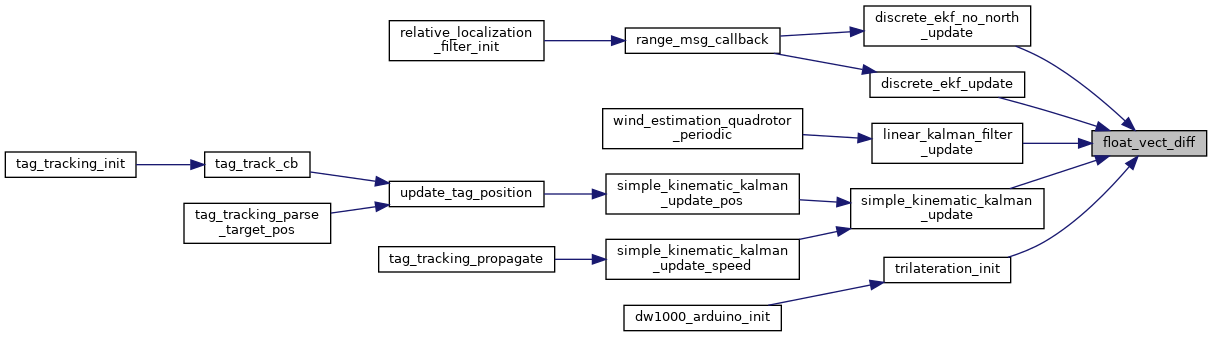 relative_localization
_filter_init
range_msg_callback
discrete_ekf_no_north
_update
discrete_ekf_update
wind_estimation_quadrotor
_periodic
linear_kalman_filter
_update
float_vect_diff
tag_tracking_init
tag_track_cb
update_tag_position
simple_kinematic_kalman
_update_pos
simple_kinematic_kalman
_update
tag_tracking_parse
_target_pos
tag_tracking_propagate
simple_kinematic_kalman
_update_speed
trilateration_init
dw1000_arduino_init